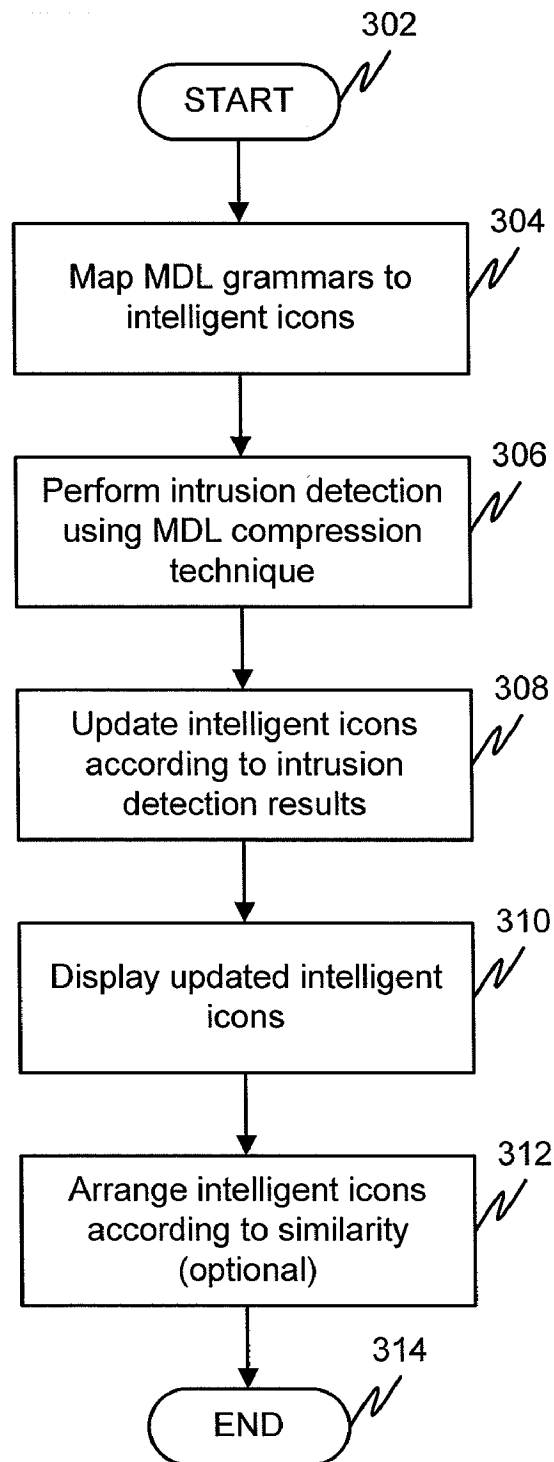 302
START
304
Map MDL grammars to
intelligent icons
306
Perform intrusion detection
using MDL compression
technique
308
Update intelligent icons
according to intrusion
detection results
310
Display updated intelligent
icons
312
Arrange intelligent icons
according to similarity
(optional)
314
END